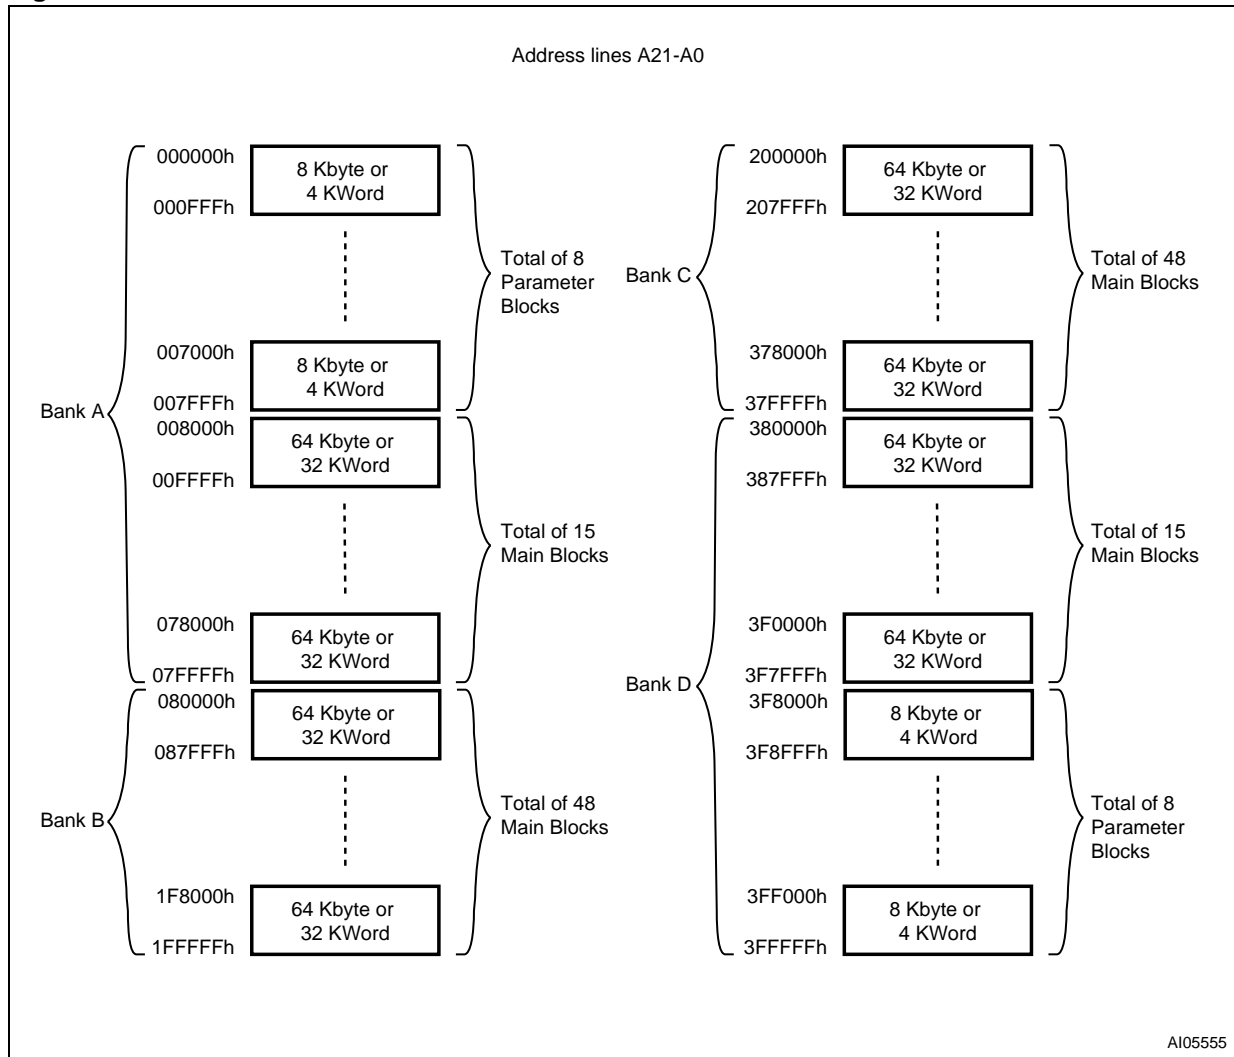 Address lines A21-A0
Bank A
000000h
8 Kbyte or
4 KWord
000FFFh
Total of 8
Parameter
Blocks
007000h
8 Kbyte or
4 KWord
007FFFh
008000h
64 Kbyte or
32 KWord
00FFFFh
Total of 15
Main Blocks
078000h
64 Kbyte or
32 KWord
07FFFFh
Bank B
080000h
64 Kbyte or
32 KWord
087FFFh
Total of 48
Main Blocks
1F8000h
64 Kbyte or
32 KWord
1FFFFFh
Bank C
200000h
64 Kbyte or
32 KWord
207FFFh
Total of 48
Main Blocks
378000h
64 Kbyte or
32 KWord
37FFFFh
Bank D
380000h
64 Kbyte or
32 KWord
387FFFh
Total of 15
Main Blocks
3F0000h
64 Kbyte or
32 KWord
3F7FFFh
3F8000h
8 Kbyte or
4 KWord
3F8FFFh
Total of 8
Parameter
Blocks
3FF000h
8 Kbyte or
4 KWord
3FFFFFh
AI05555